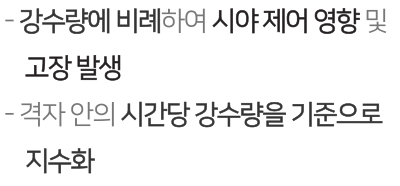 - 강수량에 비례하여 시야 제어 영향 및
고장 발생
- 격자 안의 시간당 강수량을 기준으로
지수화